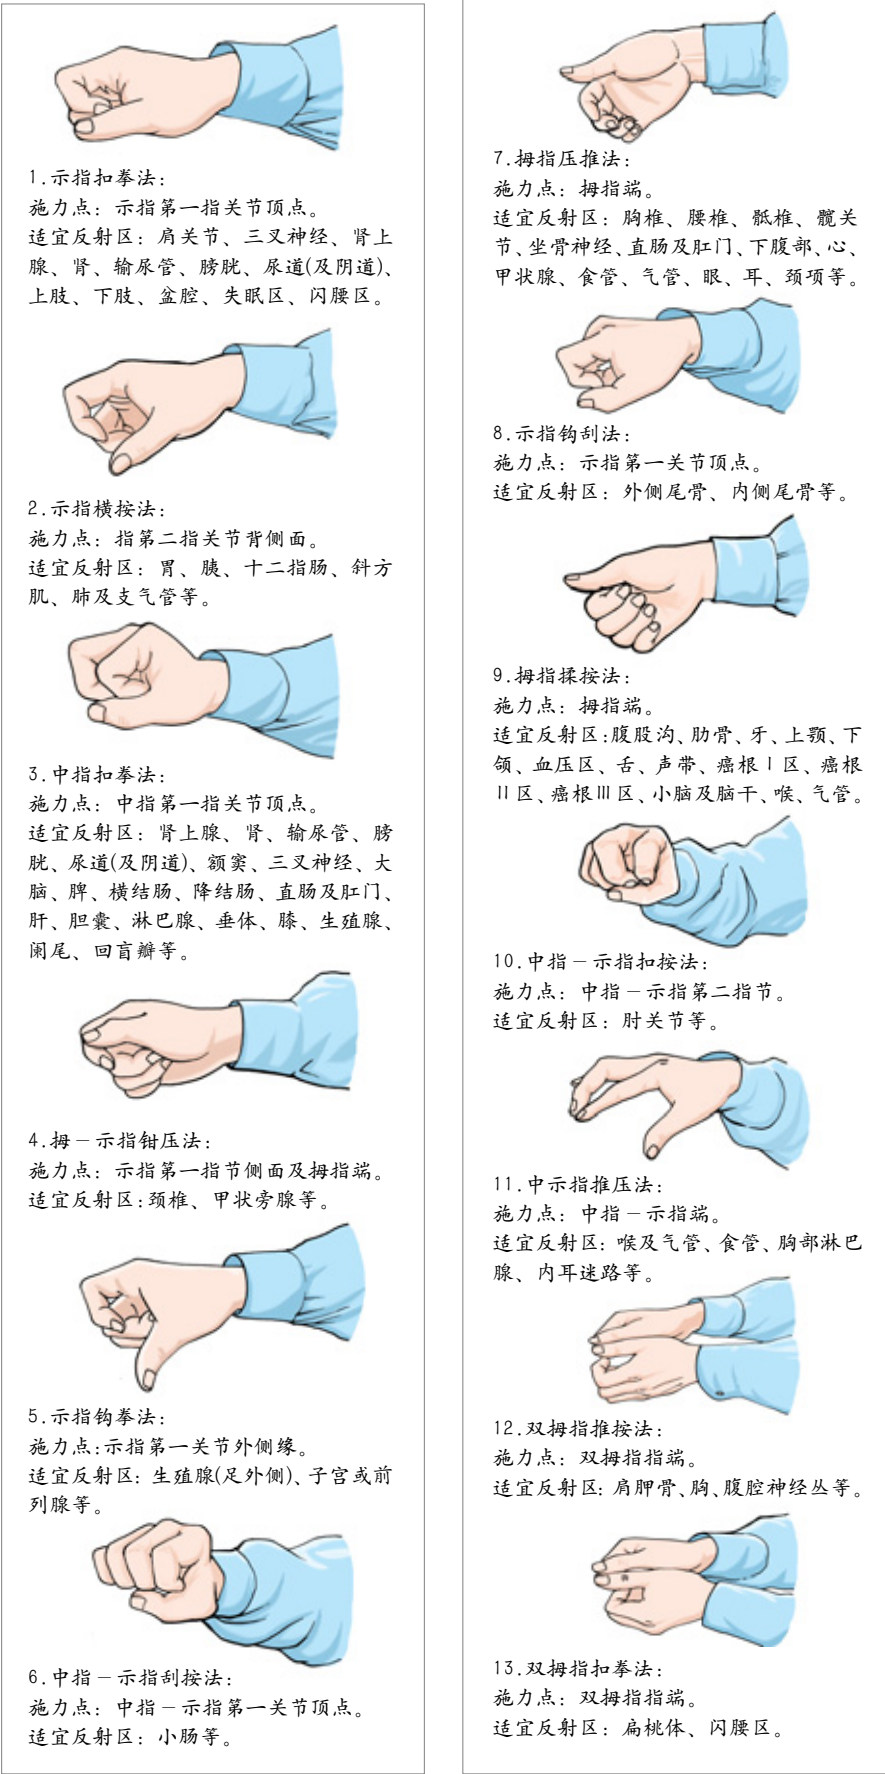 1.示指扣拳法：
施力点：示指第一指关节顶点。
适宜反射区：肩关节、三叉神经、肾上
腺、肾、输尿管、膀胱、尿道(及阴道)、
上肢、下肢、盆腔、失眠区、闪腰区。
2.示指横按法：
施力点：指第二指关节背侧面。
适宜反射区：胃、胰、十二指肠、斜方
肌、肺及支气管等。
3.中指扣拳法：
施力点：中指第一指关节顶点。
适宜反射区：肾上腺、肾、输尿管、膀
胱、尿道(及阴道)、额窦、三叉神经、大
脑、脾、横结肠、降结肠、直肠及肛门、
肝、胆囊、淋巴腺、垂体、膝、生殖腺、
阑尾、回盲瓣等。
4.拇－示指钳压法：
施力点：示指第一指节侧面及拇指端。
适宜反射区：颈椎、甲状旁腺等。
5.示指钩拳法：
施力点：示指第一关节外侧缘。
适宜反射区：生殖腺(足外侧)、子宫或前
列腺等。
6.中指－示指刮按法：
施力点：中指－示指第一关节顶点。
适宜反射区：小肠等。
7.拇指压推法：
施力点：拇指端。
适宜反射区：胸椎、腰椎、骶椎、髋关
节、坐骨神经、直肠及肛门、下腹部、心、
甲状腺、食管、气管、眼、耳、颈项等。
8.示指钩刮法：
施力点：示指第一关节顶点。
适宜反射区：外侧尾骨、内侧尾骨等。
9.拇指揉按法：
施力点：拇指端。
适宜反射区：腹股沟、肋骨、牙、上颚、下
颌、血压区、舌、声带、癌根Ⅰ区、癌根
Ⅱ区、癌根Ⅲ区、小脑及脑干、喉、气管。
10.中指－示指扣按法：
施力点：中指－示指第二指节。
适宜反射区：肘关节等。
11.中示指推压法：
施力点：中指－示指端。
适宜反射区：喉及气管、食管、胸部淋巴
腺、内耳迷路等。
12.双拇指推按法：
施力点：双拇指指端。
适宜反射区：肩胛骨、胸、腹腔神经丛等。
13.双拇指扣拳法：
施力点：双拇指指端。
适宜反射区：扁桃体、闪腰区。